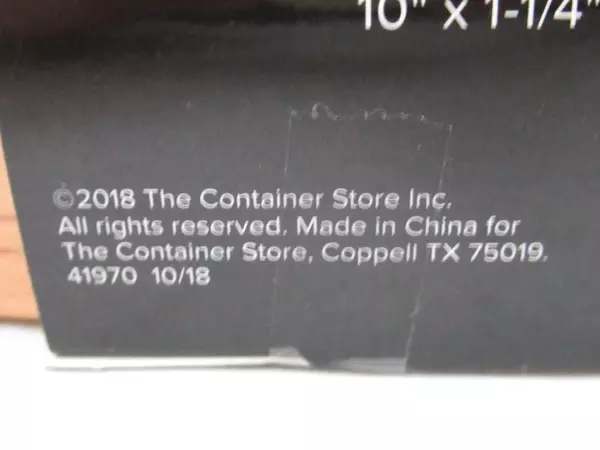 10" x 1-1/4"
©2018 The Container Store Inc.
All rights reserved. Made in China for
The Container Store, Coppell TX 75019.
41970 10/18